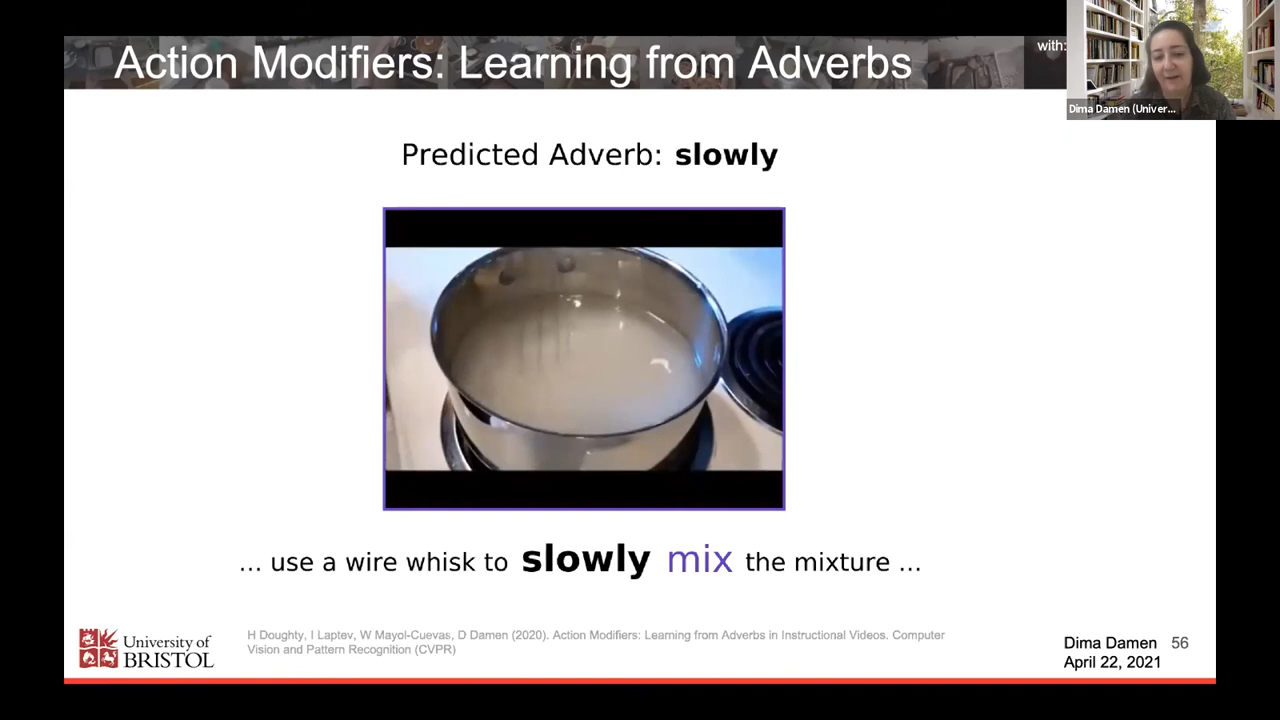 Action Modifiers: Learning from Adverbs
with:
Dima Damen (Univer...
Predicted Adverb: slowly
... use a wire whisk to slowly mix the mixture ...
University of
BRISTOL
H Doughty, I Laptev, W Mayol-Cuevas, D Damen (2020). Action Modifiers: Learning from Adverbs in Instructional Videos. Computer
Vision and Pattern Recognition (CVPR)
Dima Damen 56
April 22, 2021